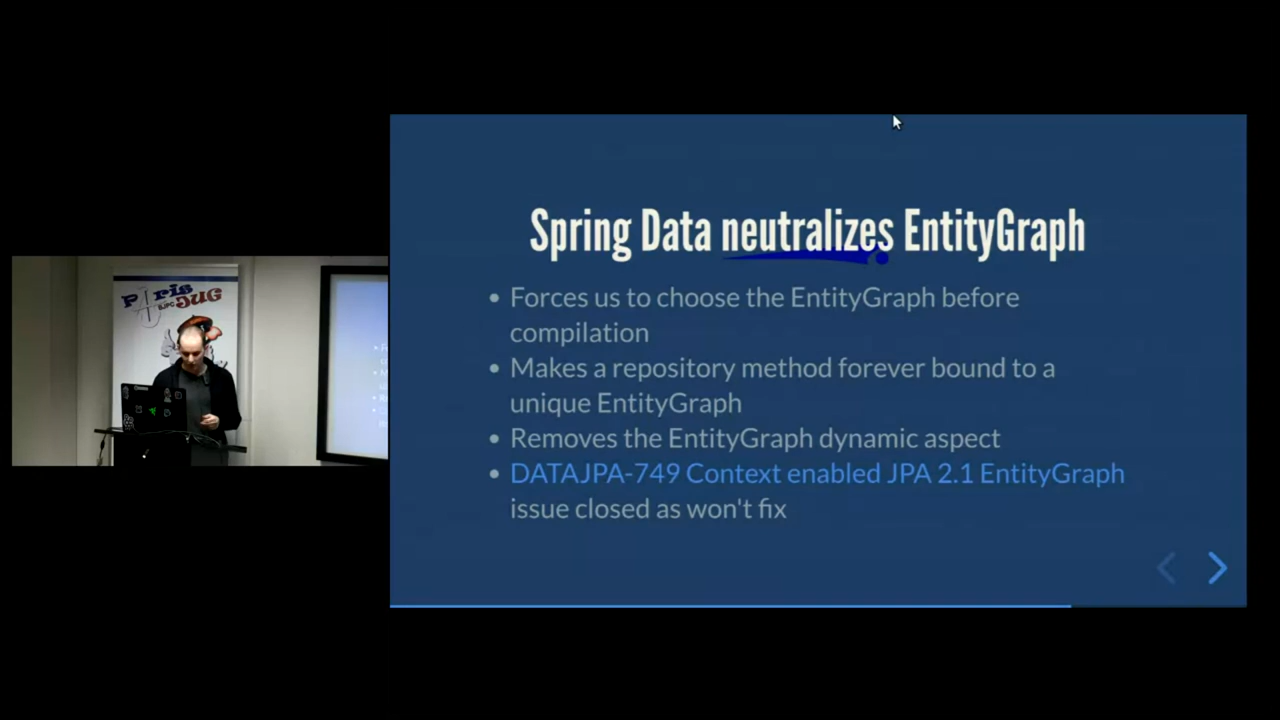 Paris
JUG
Spring Data neutralizes EntityGraph
• Forces us to choose the EntityGraph before
compilation
• Makes a repository method forever bound to a
unique EntityGraph
• Removes the EntityGraph dynamic aspect
• DATAJPA-749 Context enabled JPA 2.1 EntityGraph
issue closed as won't fix